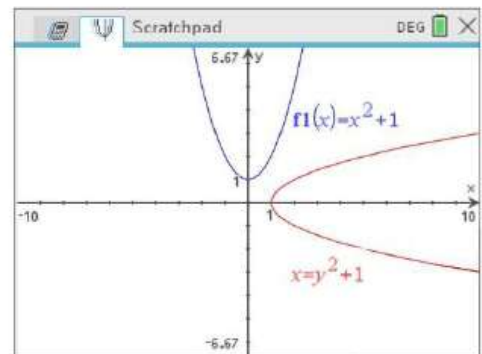 Scratchpad DEG
6.67 y
f1(x)=x²+1
1
x
-10 1 10
x=y²+1
-6.67